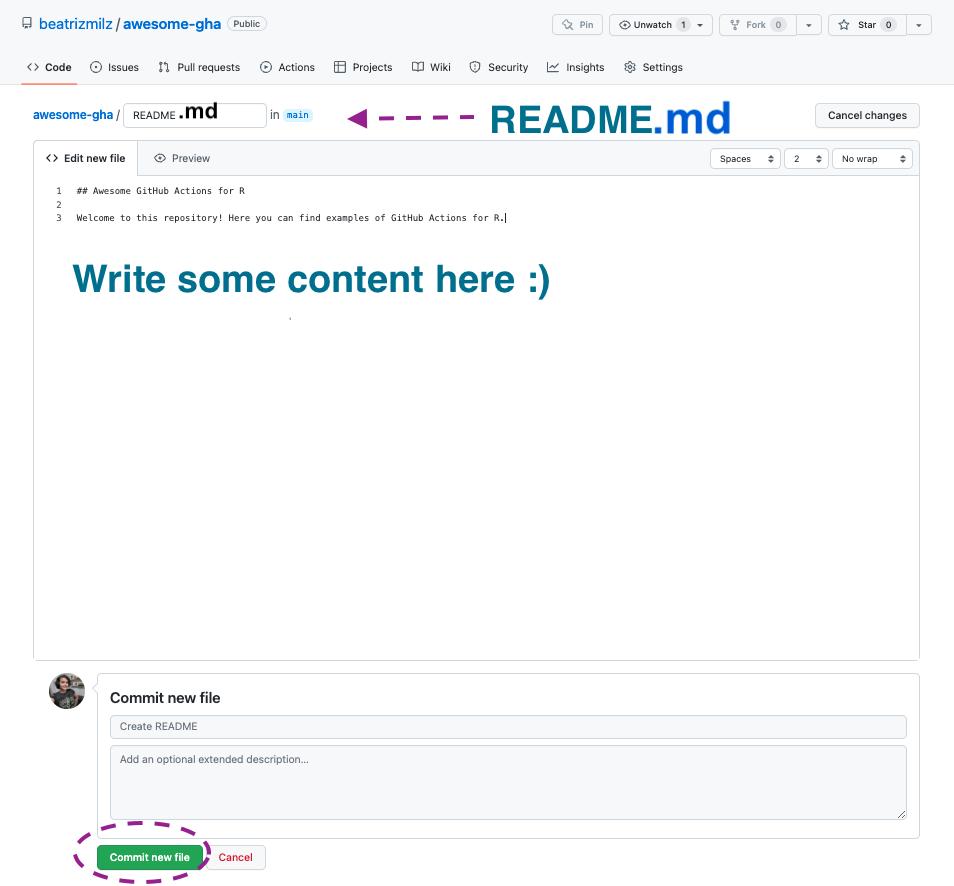 beatrizmilz / awesome-gha Public
Pin Unwatch 1 Fork 0 Star 0
Code Issues Pull requests Actions Projects Wiki Security Insights Settings
awesome-gha / README .md in main README.md Cancel changes
Edit new file Preview Spaces 2 No wrap
1 ## Awesome GitHub Actions for R
2
3 Welcome to this repository! Here you can find examples of GitHub Actions for R.
Write some content here :)
Commit new file
Create README
Add an optional extended description...
Commit new file Cancel